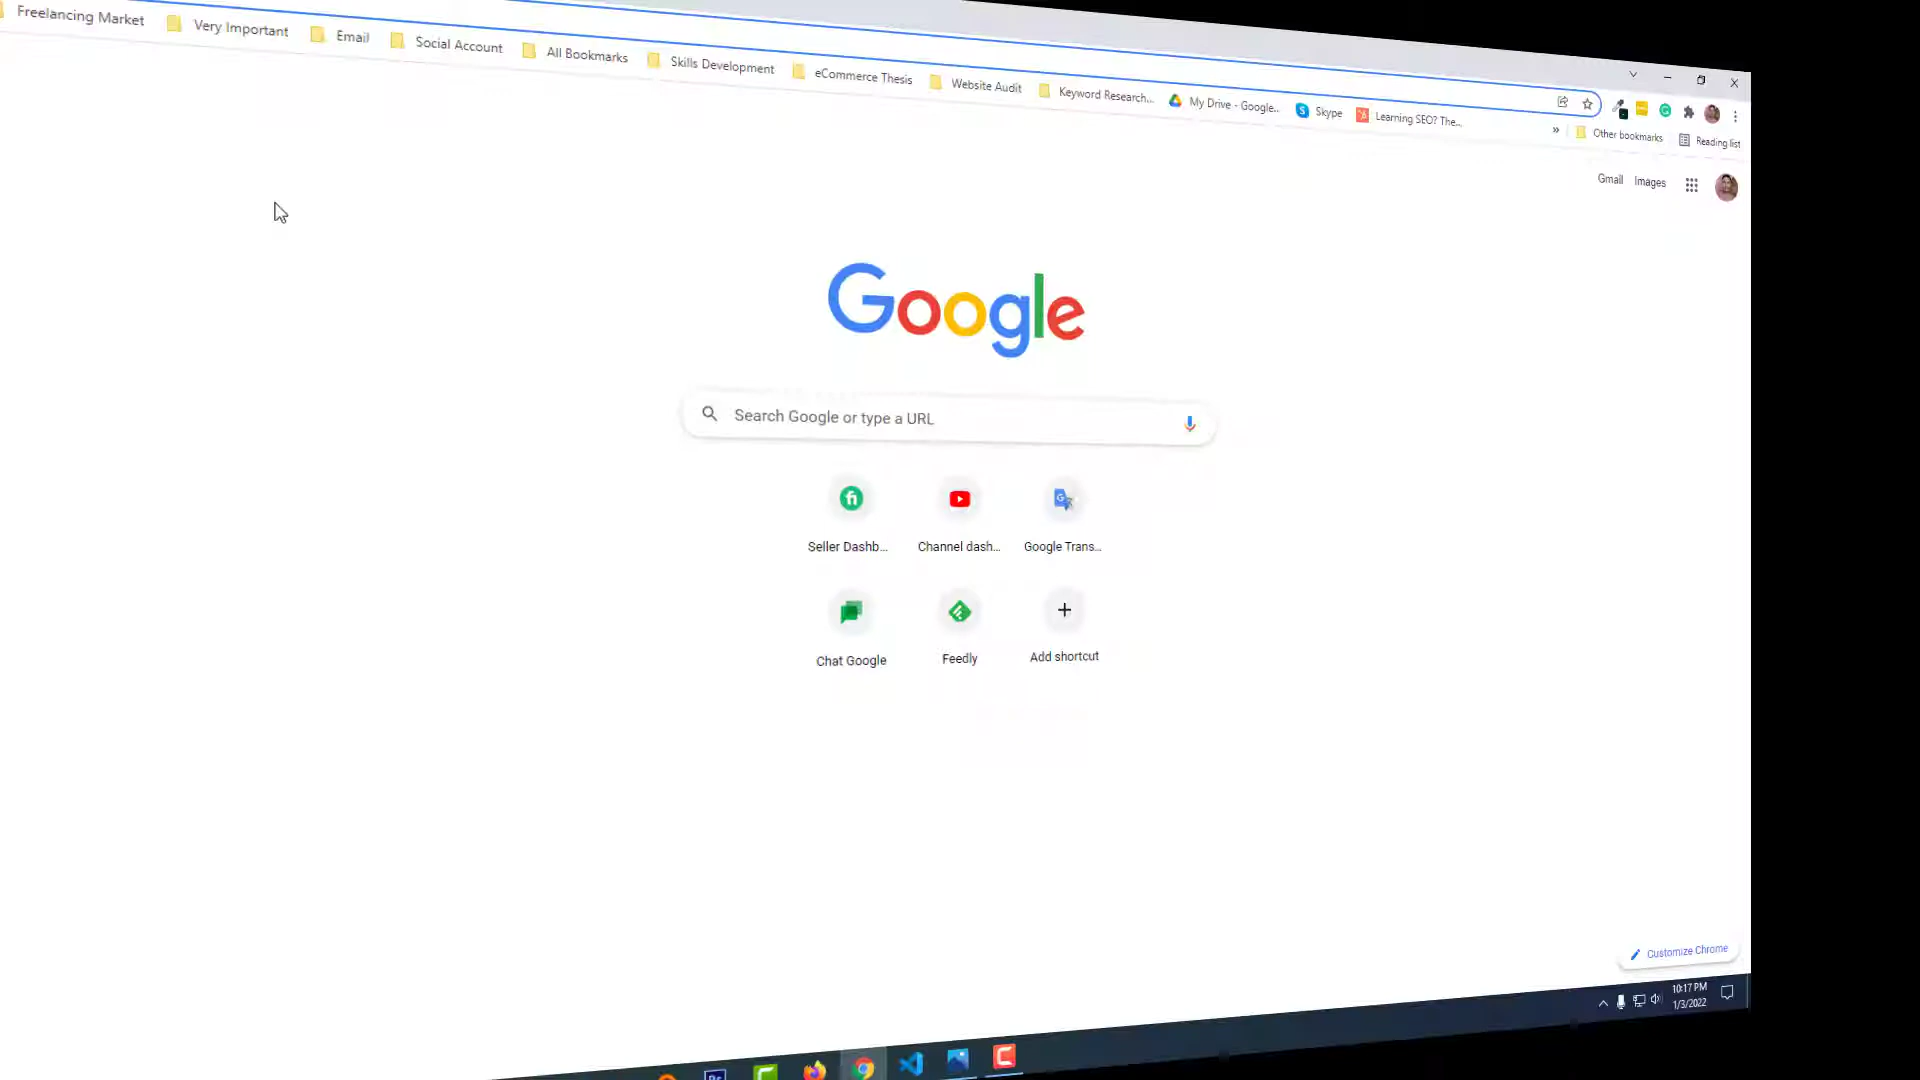 Freelancing Market
Very Important
Email
Social Account
All Bookmarks
Skills Development
eCommerce Thesis
Website Audit
Keyword Research...
My Drive - Google...
Skype
Learning SEO? The...
»
Other bookmarks
Reading list
Gmail
Images
Google
Search Google or type a URL
Seller Dashb...
Channel dash...
Google Trans...
Chat Google
Feedly
Add shortcut
Customize Chrome
10:17 PM
1/3/2022